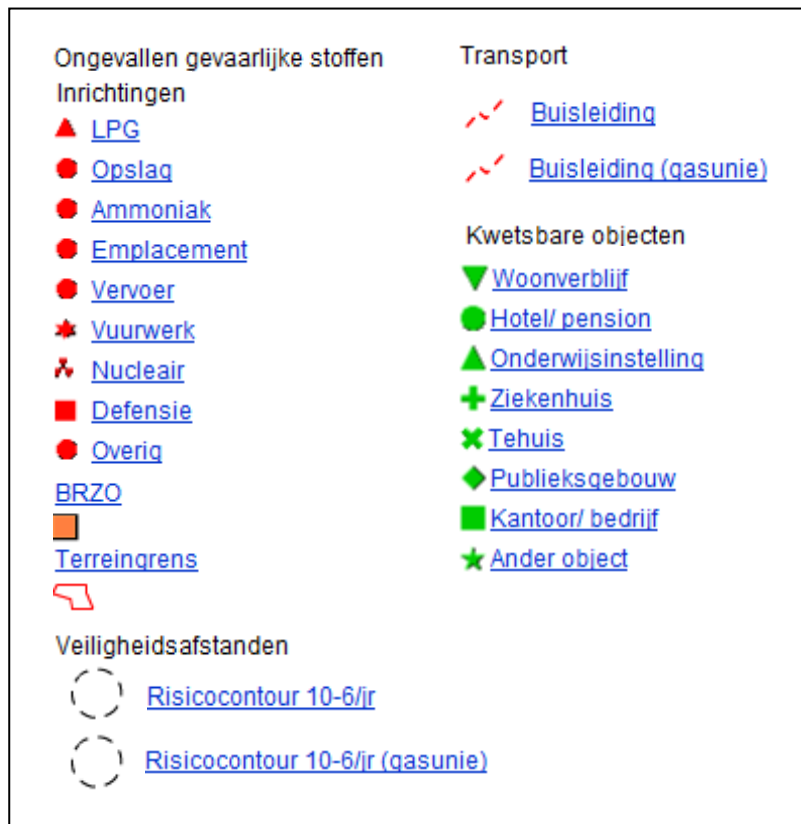 Ongevallen gevaarlijke stoffen
Inrichtingen
LPG
Opslag
Ammoniak
Emplacement
Vervoer
Vuurwerk
Nucleair
Defensie
Overig
BRZO
Terreingrens
Veiligheidsafstanden
Risicocontour 10-6/jr
Risicocontour 10-6/jr (gasunie)
Transport
Buisleiding
Buisleiding (gasunie)
Kwetsbare objecten
Woonverblijf
Hotel/ pension
Onderwijsinstelling
Ziekenhuis
Tehuis
Publieksgebouw
Kantoor/ bedrijf
Ander object